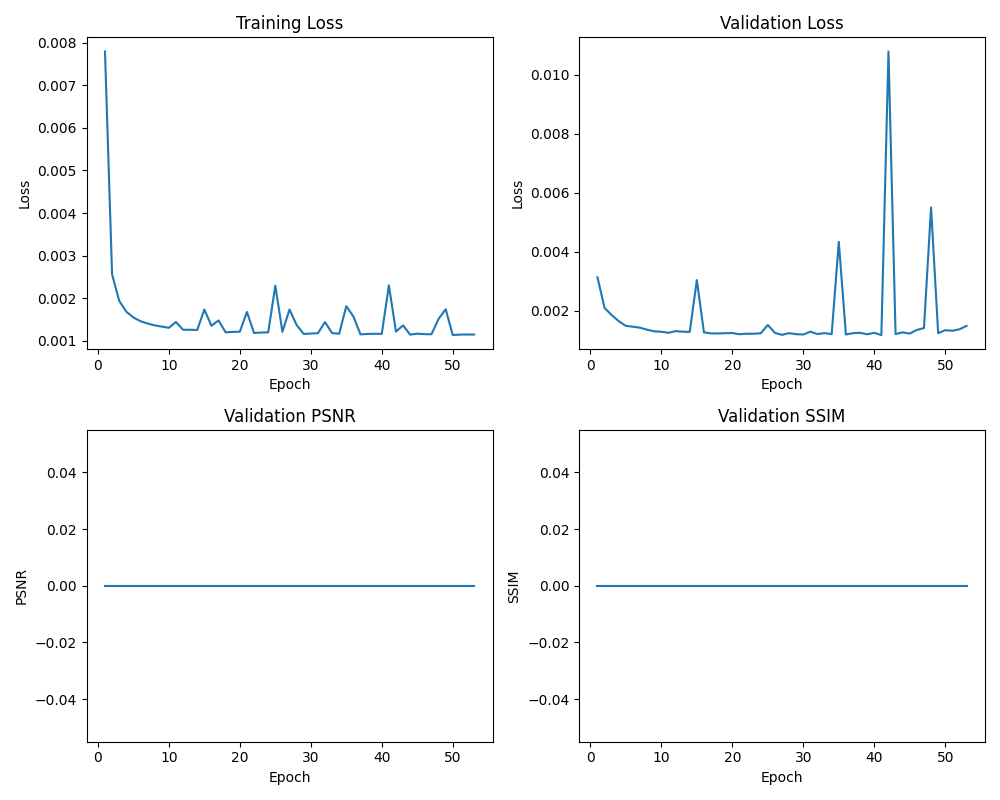 Training Loss
Loss
0.008
0.007
0.006
0.005
0.004
0.003
0.002
0.001
0 10 20 30 40 50
Epoch
Validation Loss
Loss
0.010
0.008
0.006
0.004
0.002
0 10 20 30 40 50
Epoch
Validation PSNR
PSNR
0.04
0.02
0.00
−0.02
−0.04
0 10 20 30 40 50
Epoch
Validation SSIM
SSIM
0.04
0.02
0.00
−0.02
−0.04
0 10 20 30 40 50
Epoch